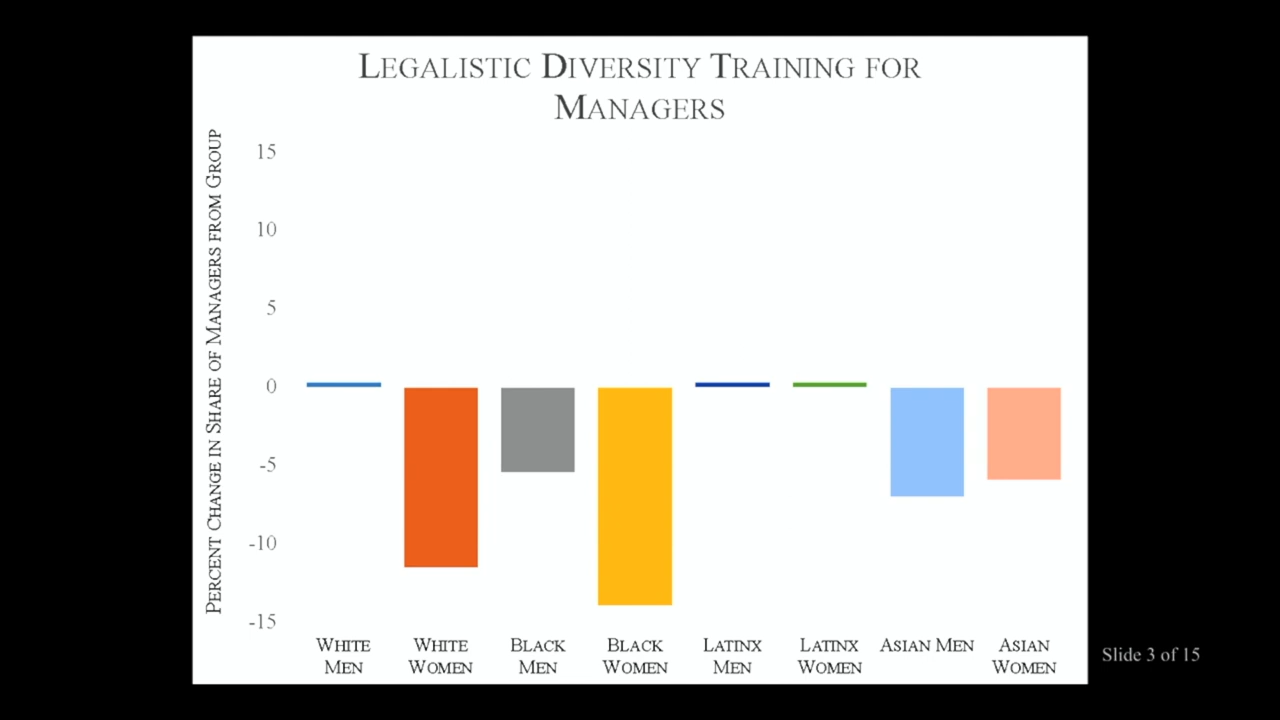 Legalistic Diversity Training for
Managers
Percent Change in Share of Managers from Group
15
10
5
0
-5
-10
-15
White
Men
White
Women
Black
Men
Black
Women
Latinx
Men
Latinx
Women
Asian Men
Asian
Women
Slide 3 of 15